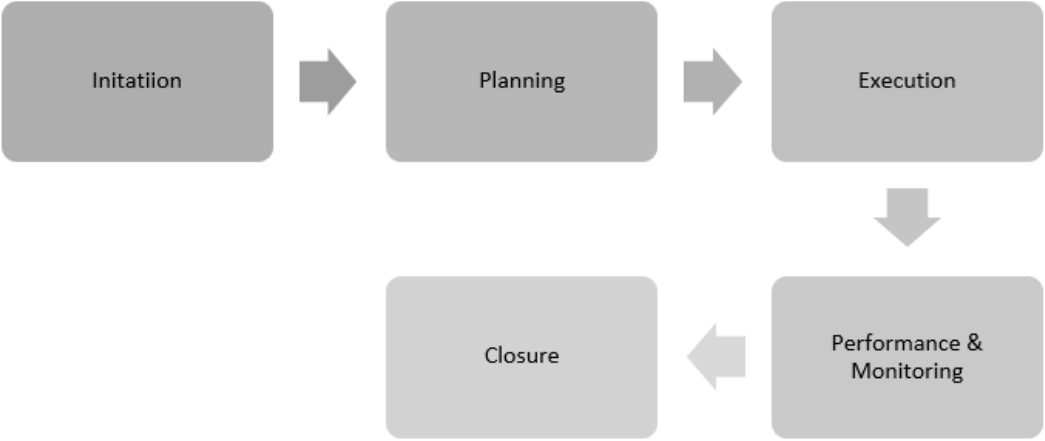 Initatiion
Planning
Execution
Performance &
Monitoring
Closure